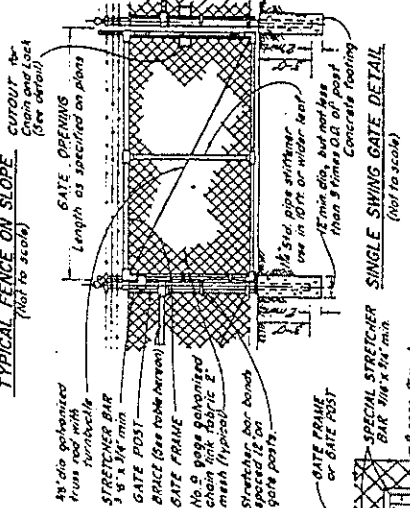 TYPICAL FENCE ON SLOPE
(Not to scale)
CUTOUT for
Chain and Lock
(See detail)
GATE OPENING
Length as specified on plans
3/8" dia galvanized
truss rod with
turnbuckle
STRETCHER BAR
3/16" x 3/4" min.
GATE POST
BRACE (See table hereon)
GATE FRAME
No. 9 gage galvanized
chain link fabric 2"
mesh (typical)
Stretcher bar bands
spaced 12" on
gate posts.
std. pipe stiffener
use in 10 ft. or wider leaf
12" min dia., but not less
than 3 times O.D. of post
Concrete footing
SINGLE SWING GATE DETAIL
(Not to scale)
GATE FRAME
or GATE POST
SPECIAL STRETCHER
BAR 3/16" x 3/4" min.